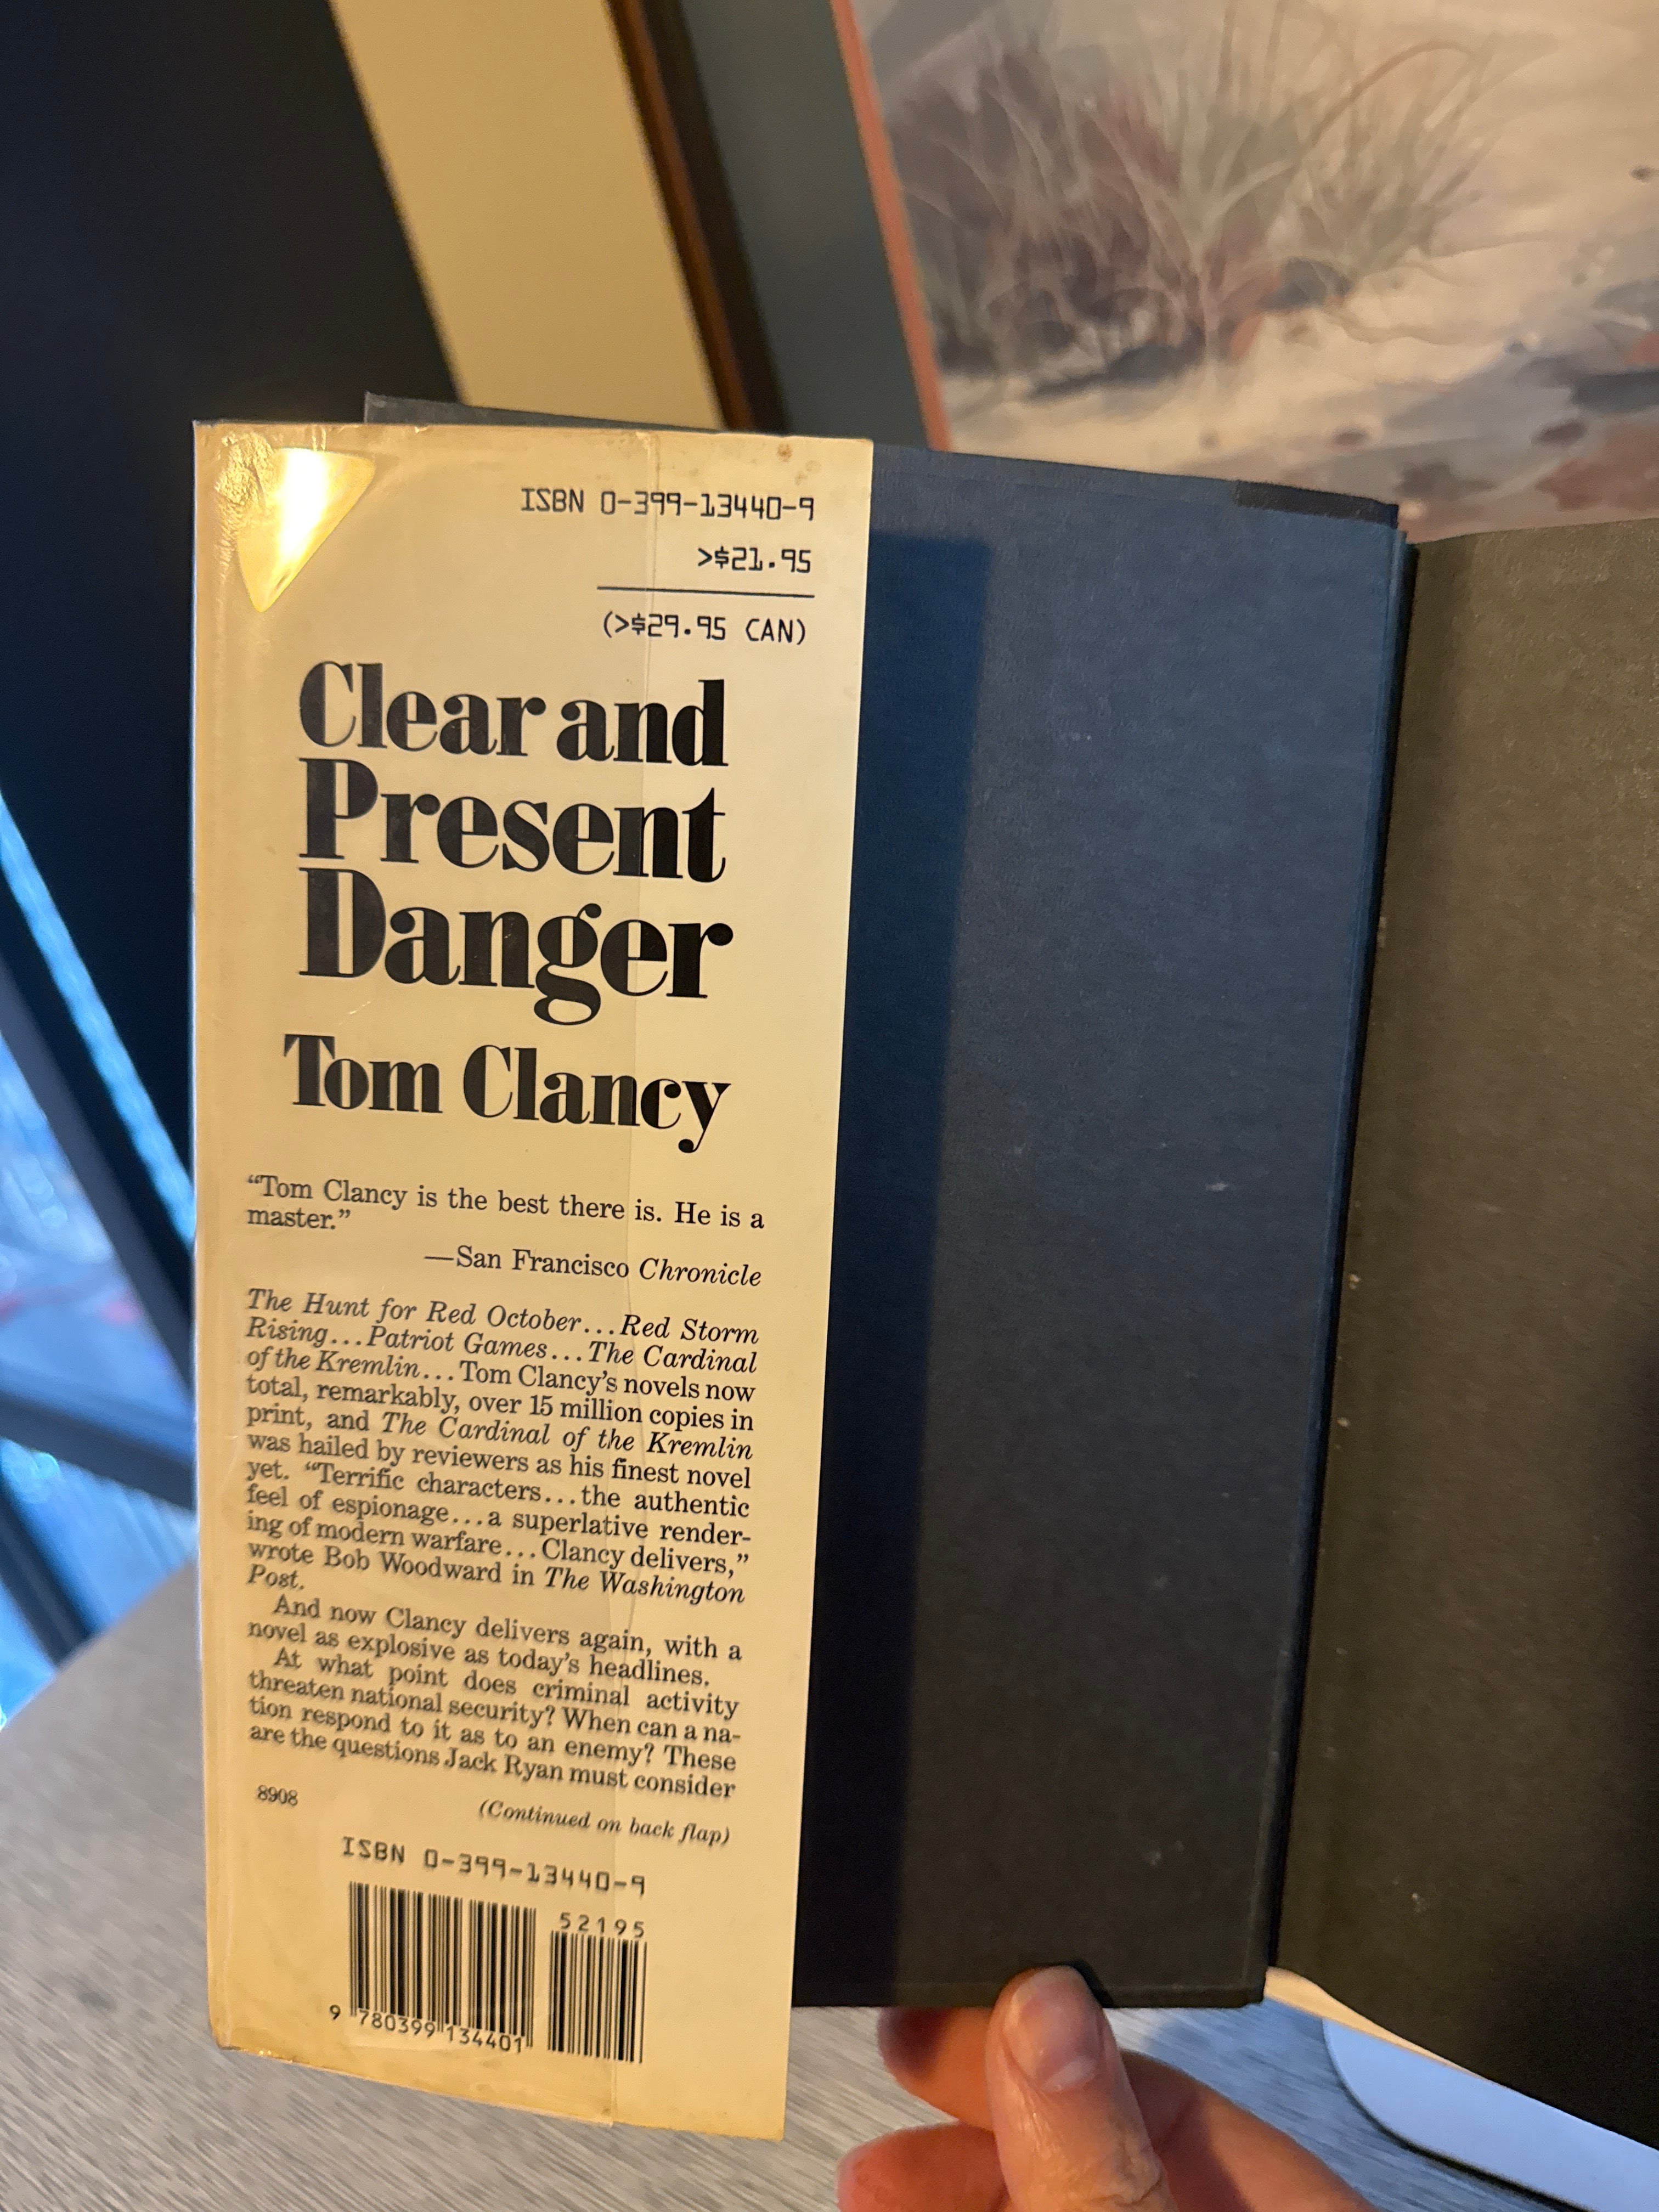 ISBN 0-399-13440-9
>$21.95
(>$29.95 CAN)
Clear and
Present
Danger
Tom Clancy
“Tom Clancy is the best there is. He is a
master.”
—San Francisco Chronicle
The Hunt for Red October...Red Storm
Rising...Patriot Games...The Cardinal
of the Kremlin...Tom Clancy’s novels now
total, remarkably, over 15 million copies in
print, and The Cardinal of the Kremlin
was hailed by reviewers as his finest novel
yet. “Terrific characters...the authentic
feel of espionage...a superlative render-
ing of modern warfare...Clancy delivers,”
wrote Bob Woodward in The Washington
Post.
And now Clancy delivers again, with a
novel as explosive as today’s headlines.
At what point does criminal activity
threaten national security? When can a na-
tion respond to it as to an enemy? These
are the questions Jack Ryan must consider
8908
(Continued on back flap)
ISBN 0-399-13440-9
52195
9 780399 134401